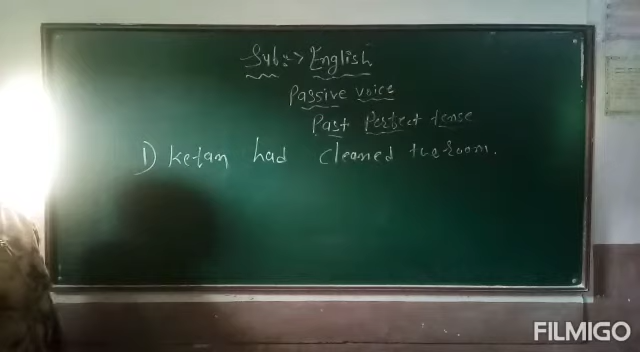 Sub:-> English
Passive voice
Past Perfect tense
1) Ketan had cleaned the room.
FILMIGO